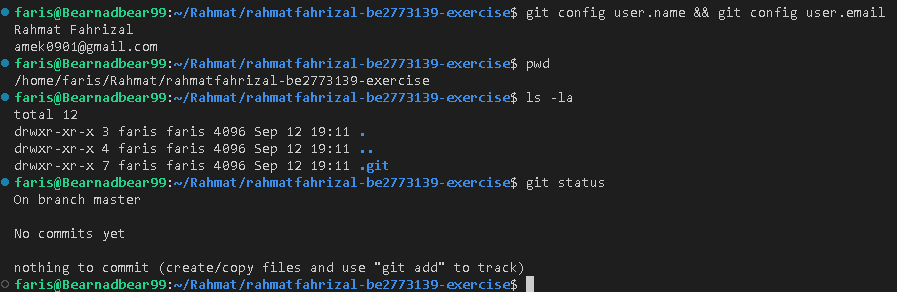 faris@Bearnadbear99:~/Rahmat/rahmatfahrizal-be2773139-exercise$ git config user.name && git config user.email
Rahmat Fahrizal
amek0901@gmail.com
faris@Bearnadbear99:~/Rahmat/rahmatfahrizal-be2773139-exercise$ pwd
/home/faris/Rahmat/rahmatfahrizal-be2773139-exercise
faris@Bearnadbear99:~/Rahmat/rahmatfahrizal-be2773139-exercise$ ls -la
total 12
drwxr-xr-x 3 faris faris 4096 Sep 12 19:11 .
drwxr-xr-x 4 faris faris 4096 Sep 12 19:11 ..
drwxr-xr-x 7 faris faris 4096 Sep 12 19:11 .git
faris@Bearnadbear99:~/Rahmat/rahmatfahrizal-be2773139-exercise$ git status
On branch master
No commits yet
nothing to commit (create/copy files and use "git add" to track)
faris@Bearnadbear99:~/Rahmat/rahmatfahrizal-be2773139-exercise$